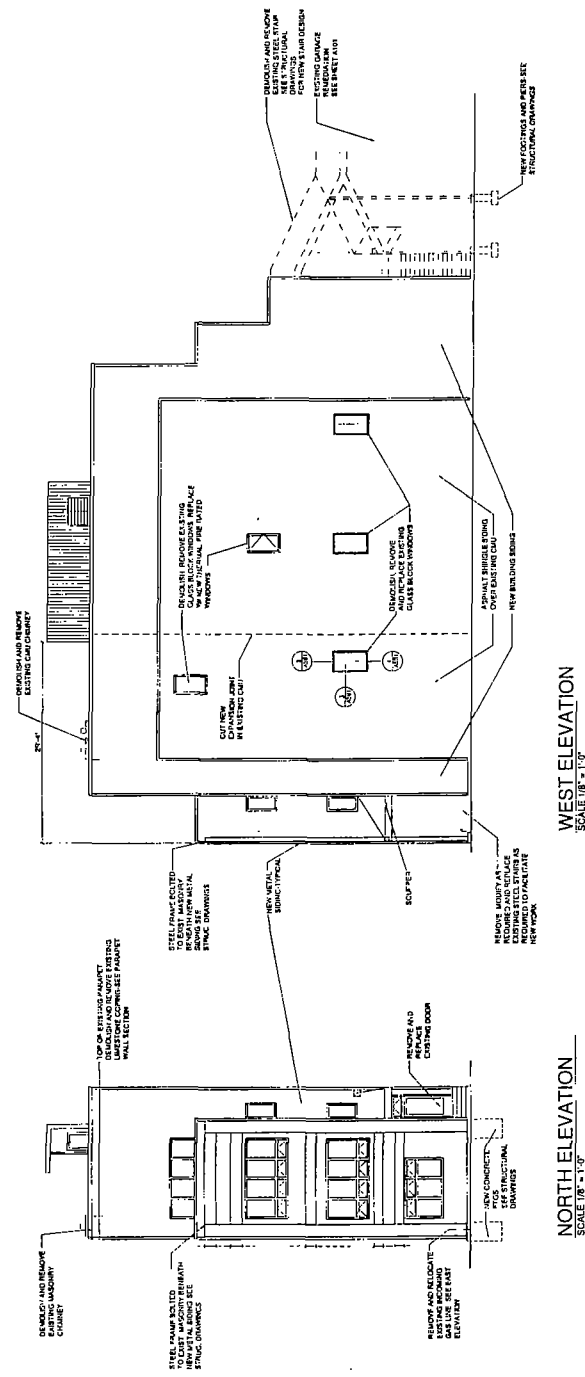 DEMOLISH AND REMOVE
EXISTING MASONRY
CHIMNEY
TOP OF EXISTING PARAPET
DEMOLISH AND REMOVE EXISTING
LIMESTONE COPING-SEE PARAPET
WALL SECTION
STEEL FRAME BOLTED
TO EXIST MASONRY BENEATH
NEW METAL SIDING SEE
STRUC. DRAWINGS
REMOVE AND
REPLACE
EXISTING DOOR
REMOVE AND RELOCATE
EXISTING INCOMING
GAS LINE SEE EAST
ELEVATION
NEW CONCRETE
FTGS
SEE STRUCTURAL
DRAWINGS
NORTH ELEVATION
SCALE 1/8" = 1'-0"
DEMOLISH AND REMOVE
EXISTING CMU CHIMNEY
STEEL FRAME BOLTED
TO EXIST MASONRY
BENEATH NEW METAL
SIDING SEE
STRUC. DRAWINGS
NEW METAL
SIDING-TYPICAL
SCUPPER
REMOVE MODIFY AS
REQUIRED AND REPLACE
EXISTING STEEL STAIRS AS
REQUIRED TO FACILITATE
NEW WORK
DEMOLISH, REMOVE EXISTING
GLASS BLOCK WINDOWS REPLACE
W/ NEW THERMAL FIRE RATED
WINDOWS
CUT NEW
EXPANSION JOINT
IN EXISTING CMU
DEMOLISH, REMOVE
AND REPLACE EXISTING
GLASS BLOCK WINDOWS
ASPHALT SHINGLE SIDING
OVER EXISTING CMU
NEW BUILDING SIDING
DEMOLISH AND REMOVE
EXISTING STEEL STAIR
SEE STRUCTURAL
DRAWINGS
FOR NEW STAIR DESIGN
EXISTING GARAGE
REMEDIATION
SEE SHEET A101
NEW FOOTINGS AND PIERS-SEE
STRUCTURAL DRAWINGS
WEST ELEVATION
SCALE 1/8" = 1'-0"